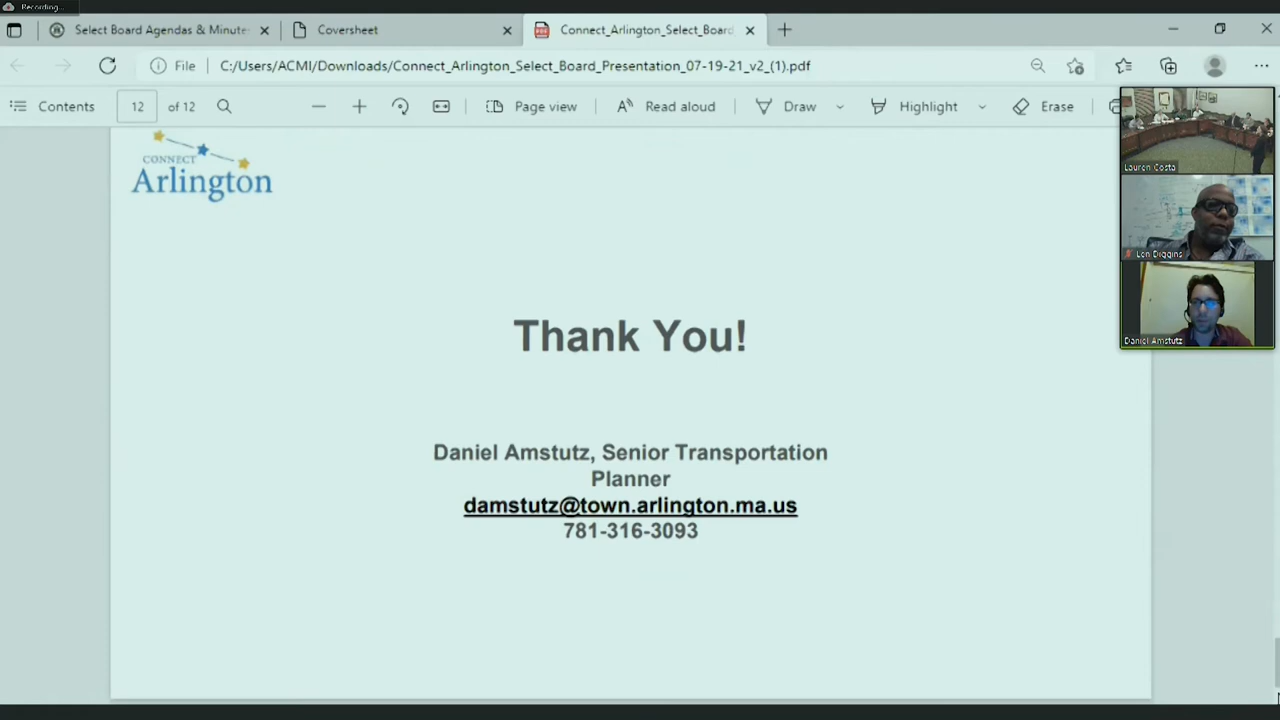 Recording...
Select Board Agendas & Minute
Coversheet
Connect_Arlington_Select_Board
File
C:/Users/ACMI/Downloads/Connect_Arlington_Select_Board_Presentation_07-19-21_v2_(1).pdf
Contents
12
of 12
Page view
Read aloud
Draw
Highlight
Erase
CONNECT
Arlington
Lauren Costa
Len Diggins
Daniel Amstutz
Thank You!
Daniel Amstutz, Senior Transportation
Planner
damstutz@town.arlington.ma.us
781-316-3093